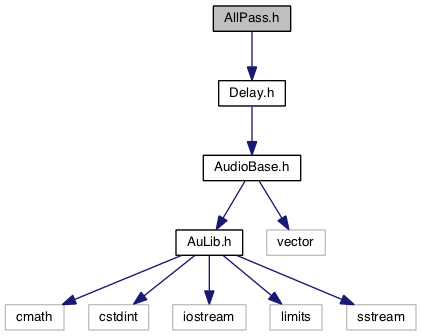 AllPass.h
Delay.h
AudioBase.h
AuLib.h
vector
cmath
cstdint
iostream
limits
sstream